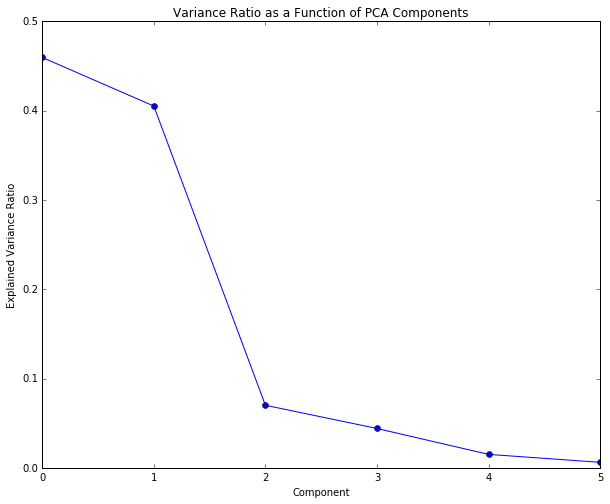 Variance Ratio as a Function of PCA Components
0.5
0.4
0.3
0.2
0.1
0.0
Explained Variance Ratio
0 1 2 3 4 5
Component